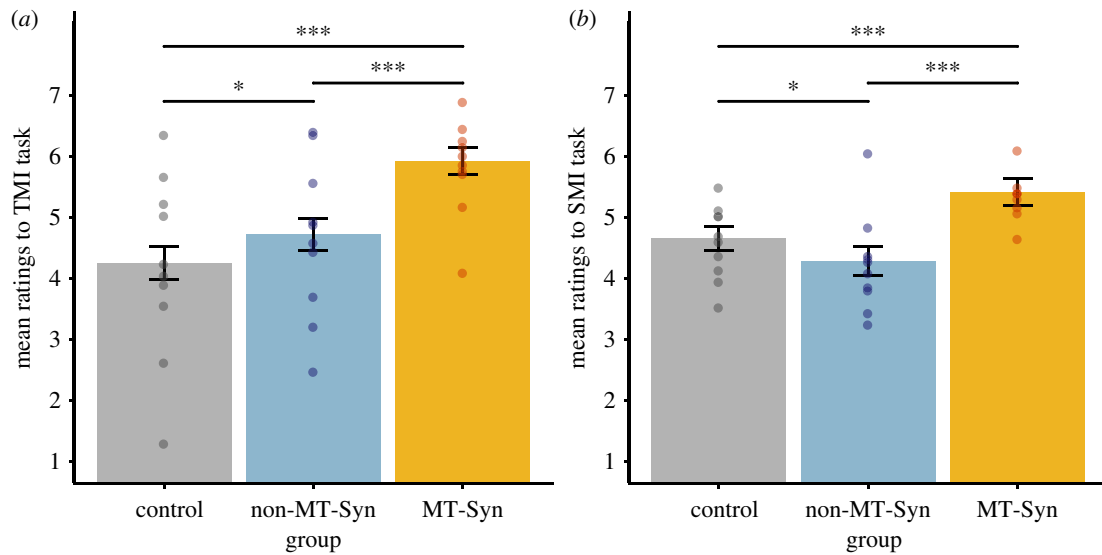 (a)
***
***
*
7
6
5
4
3
2
1
mean ratings to TMI task
control
non-MT-Syn
MT-Syn
group
(b)
***
***
*
7
6
5
4
3
2
1
mean ratings to SMI task
control
non-MT-Syn
MT-Syn
group